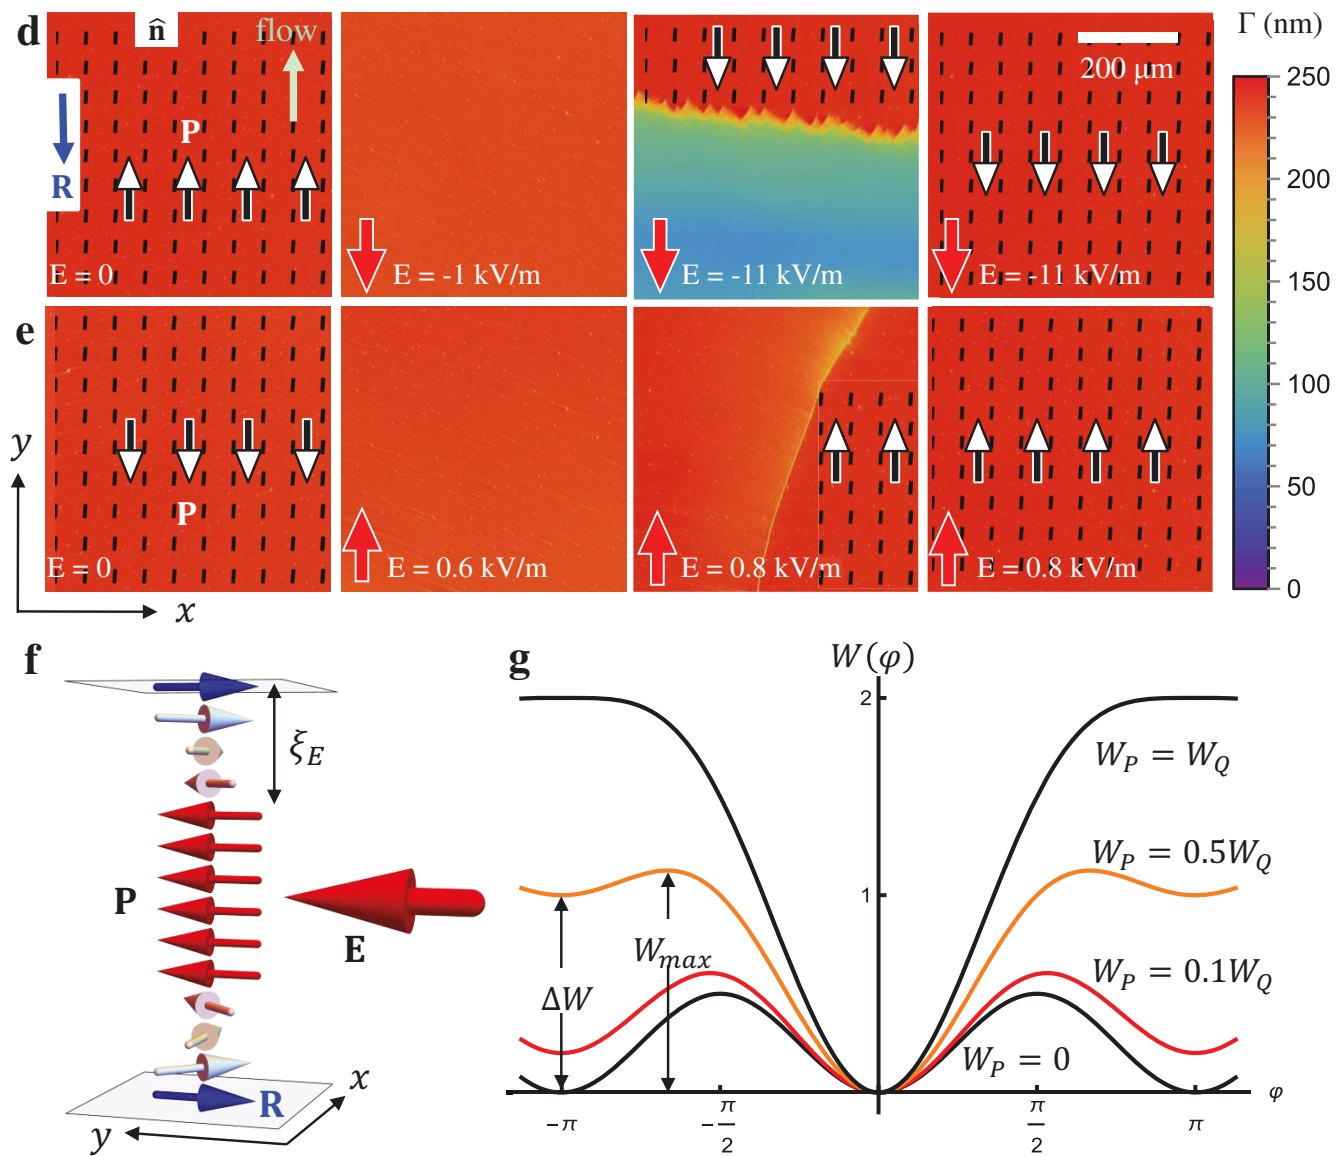 d
n̂
flow
R
P
E = 0
E = -1 kV/m
E = -11 kV/m
200 μm
E = -11 kV/m
Γ (nm)
250
200
150
100
50
0
e
P
E = 0
E = 0.6 kV/m
E = 0.8 kV/m
E = 0.8 kV/m
y
x
f
ξ_E
P
E
R
x
y
g
W(φ)
2
W_P = W_Q
W_P = 0.5W_Q
1
W_max
W_P = 0.1W_Q
ΔW
W_P = 0
φ
-π
-π/2
π/2
π